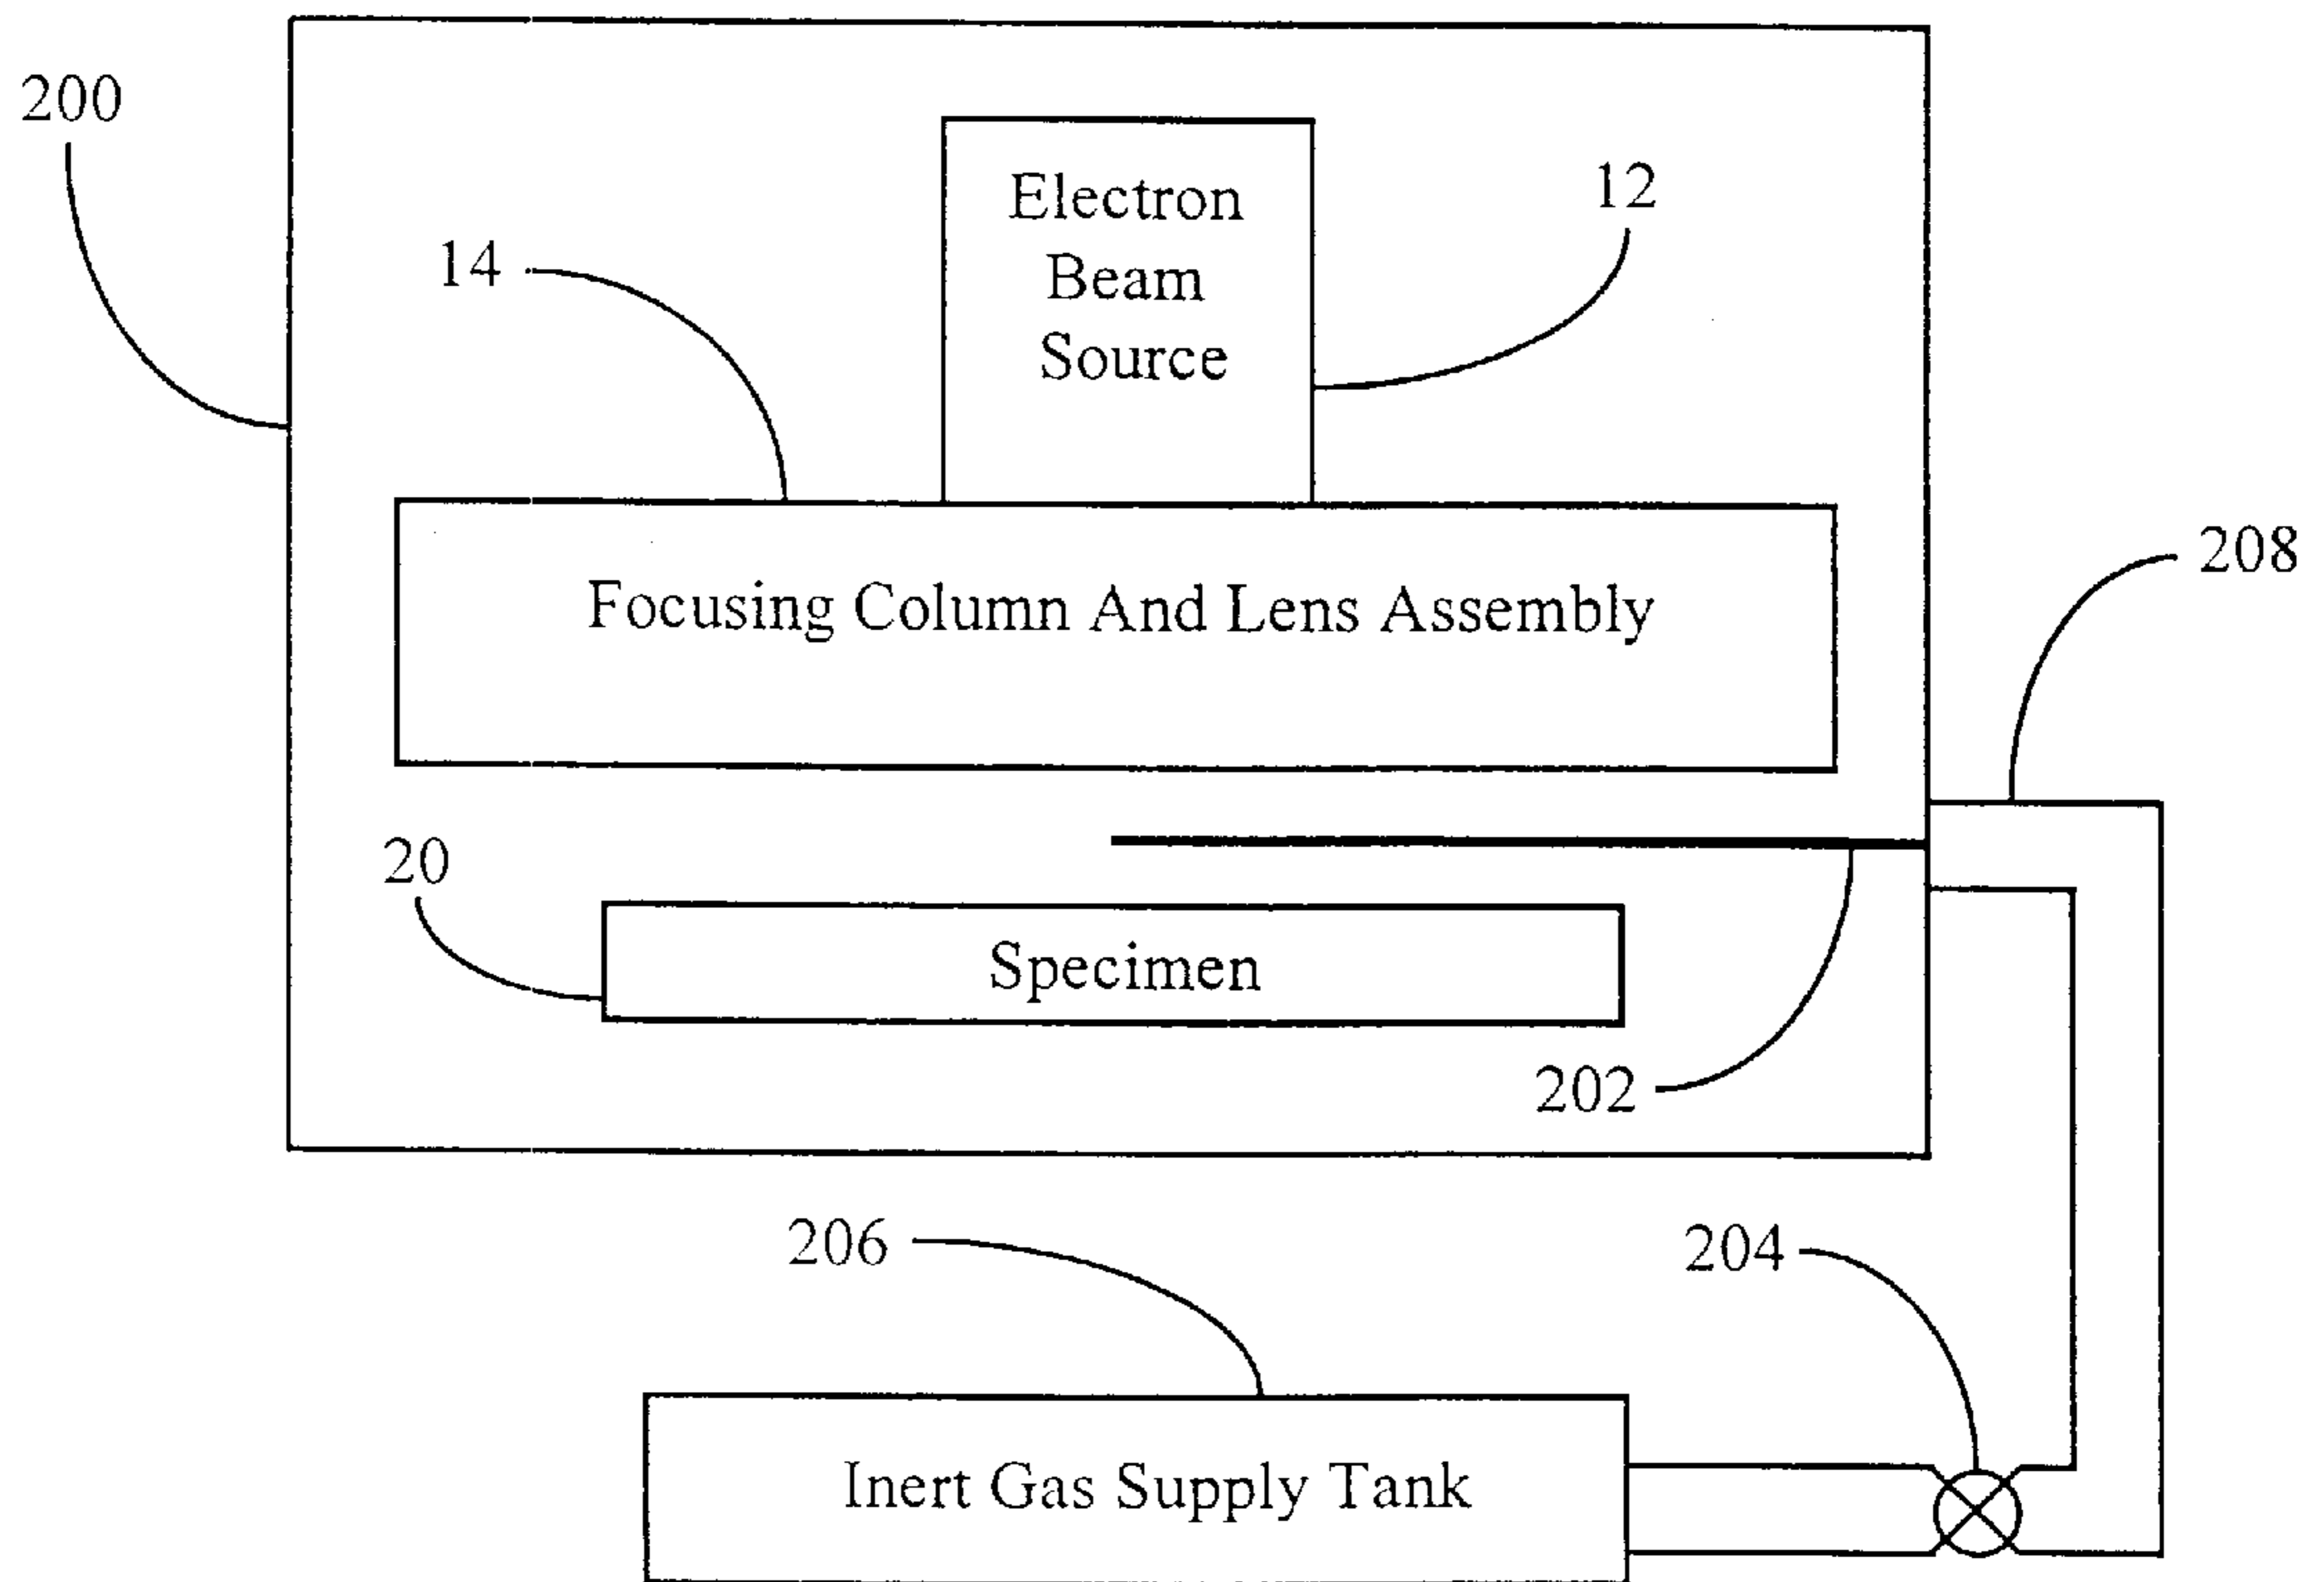 200
12
Electron
Beam
Source
14
208
Focusing Column And Lens Assembly
20
Specimen
202
206
204
Inert Gas Supply Tank